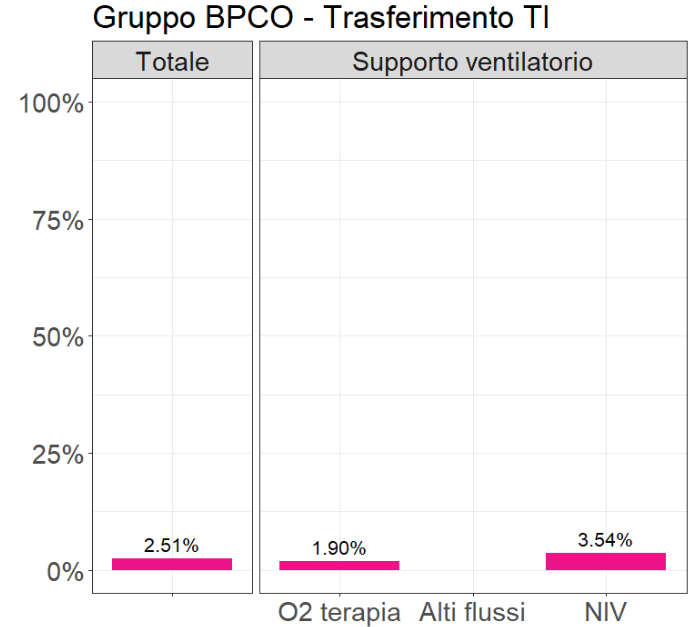 Gruppo BPCO - Trasferimento TI
Totale
Supporto ventilatorio
100%
75%
50%
25%
0%
2.51%
1.90%
3.54%
O2 terapia
Alti flussi
NIV